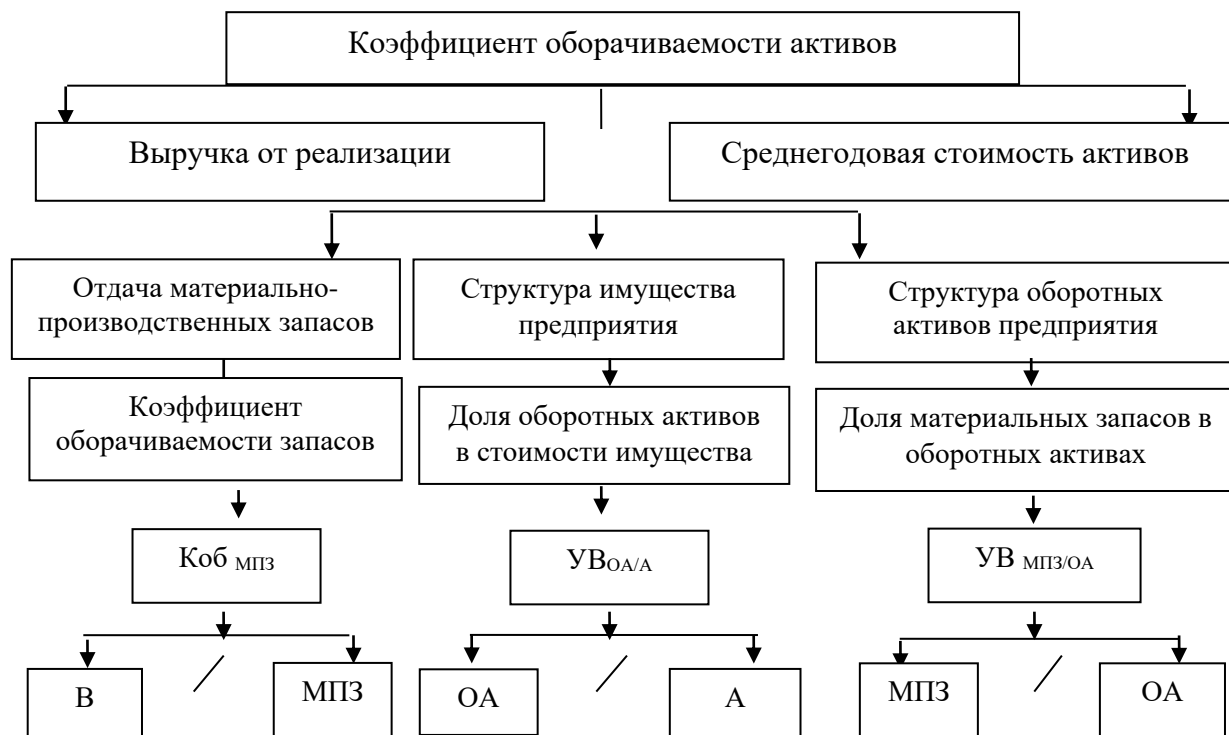 Коэффициент оборачиваемости активов
Выручка от реализации
Среднегодовая стоимость активов
Отдача материально-
производственных запасов
Структура имущества
предприятия
Структура оборотных
активов предприятия
Коэффициент
оборачиваемости запасов
Доля оборотных активов
в стоимости имущества
Доля материальных запасов в
оборотных активах
Коб МПЗ
УВОА/А
УВ МПЗ/ОА
В
/
МПЗ
ОА
/
А
МПЗ
/
ОА